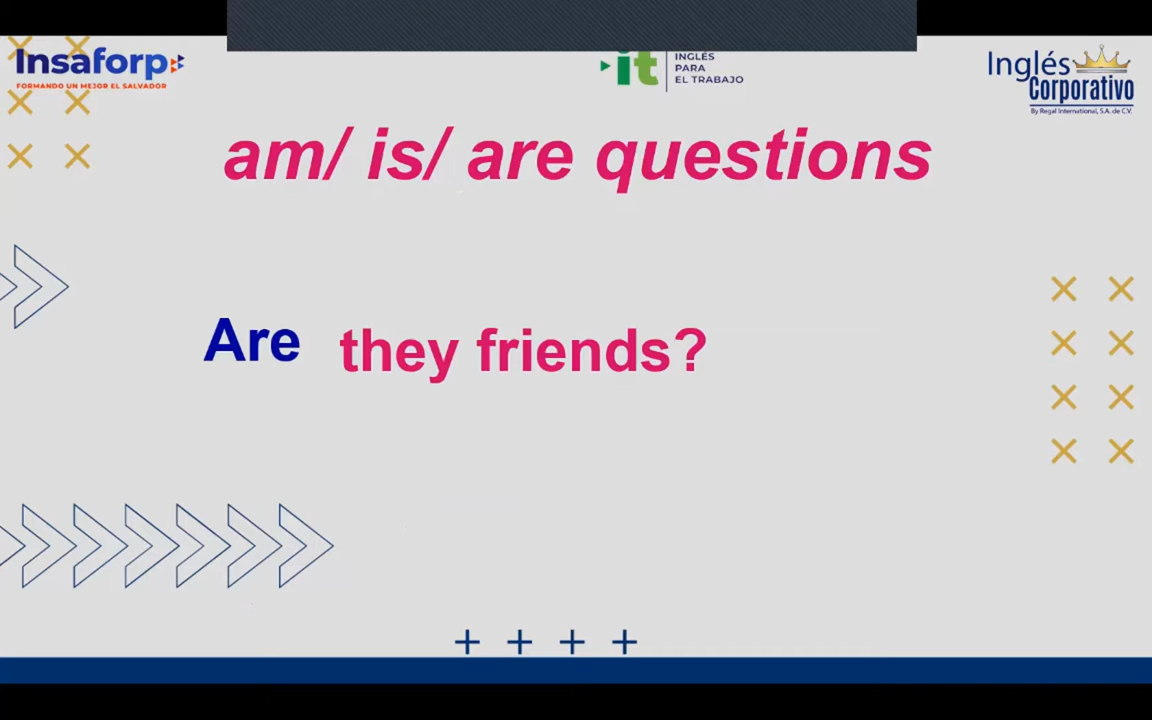 Insaforp
FORMANDO UN MEJOR EL SALVADOR
it
INGLÉS
PARA
EL TRABAJO
Inglés
Corporativo
By Regal International, S.A. de C.V.
am/ is/ are questions
Are they friends?